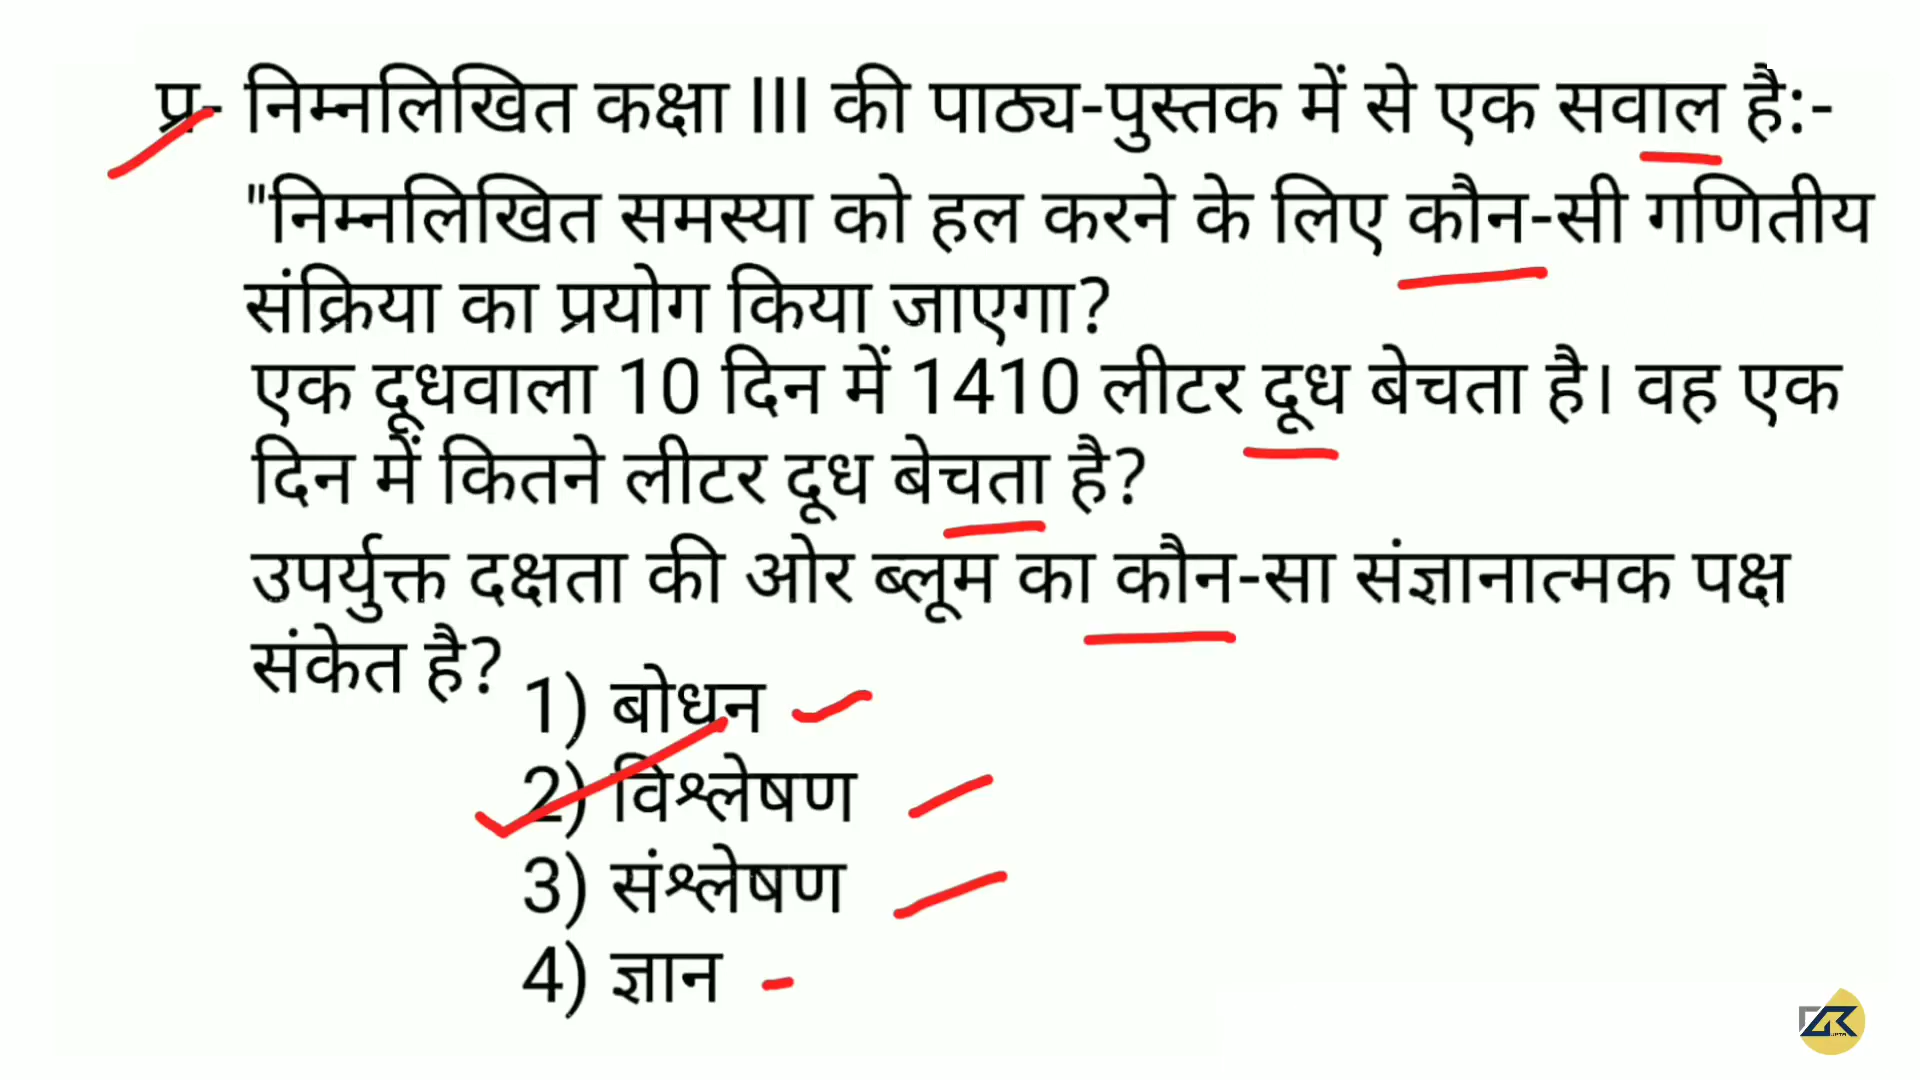 प्र- निम्नलिखित कक्षा III की पाठ्य-पुस्तक में से एक सवाल है:-
"निम्नलिखित समस्या को हल करने के लिए कौन-सी गणितीय
संक्रिया का प्रयोग किया जाएगा?
एक दूधवाला 10 दिन में 1410 लीटर दूध बेचता है। वह एक
दिन में कितने लीटर दूध बेचता है?
उपर्युक्त दक्षता की ओर ब्लूम का कौन-सा संज्ञानात्मक पक्ष
संकेत है?
1) बोधन
2) विश्लेषण
3) संश्लेषण
4) ज्ञान